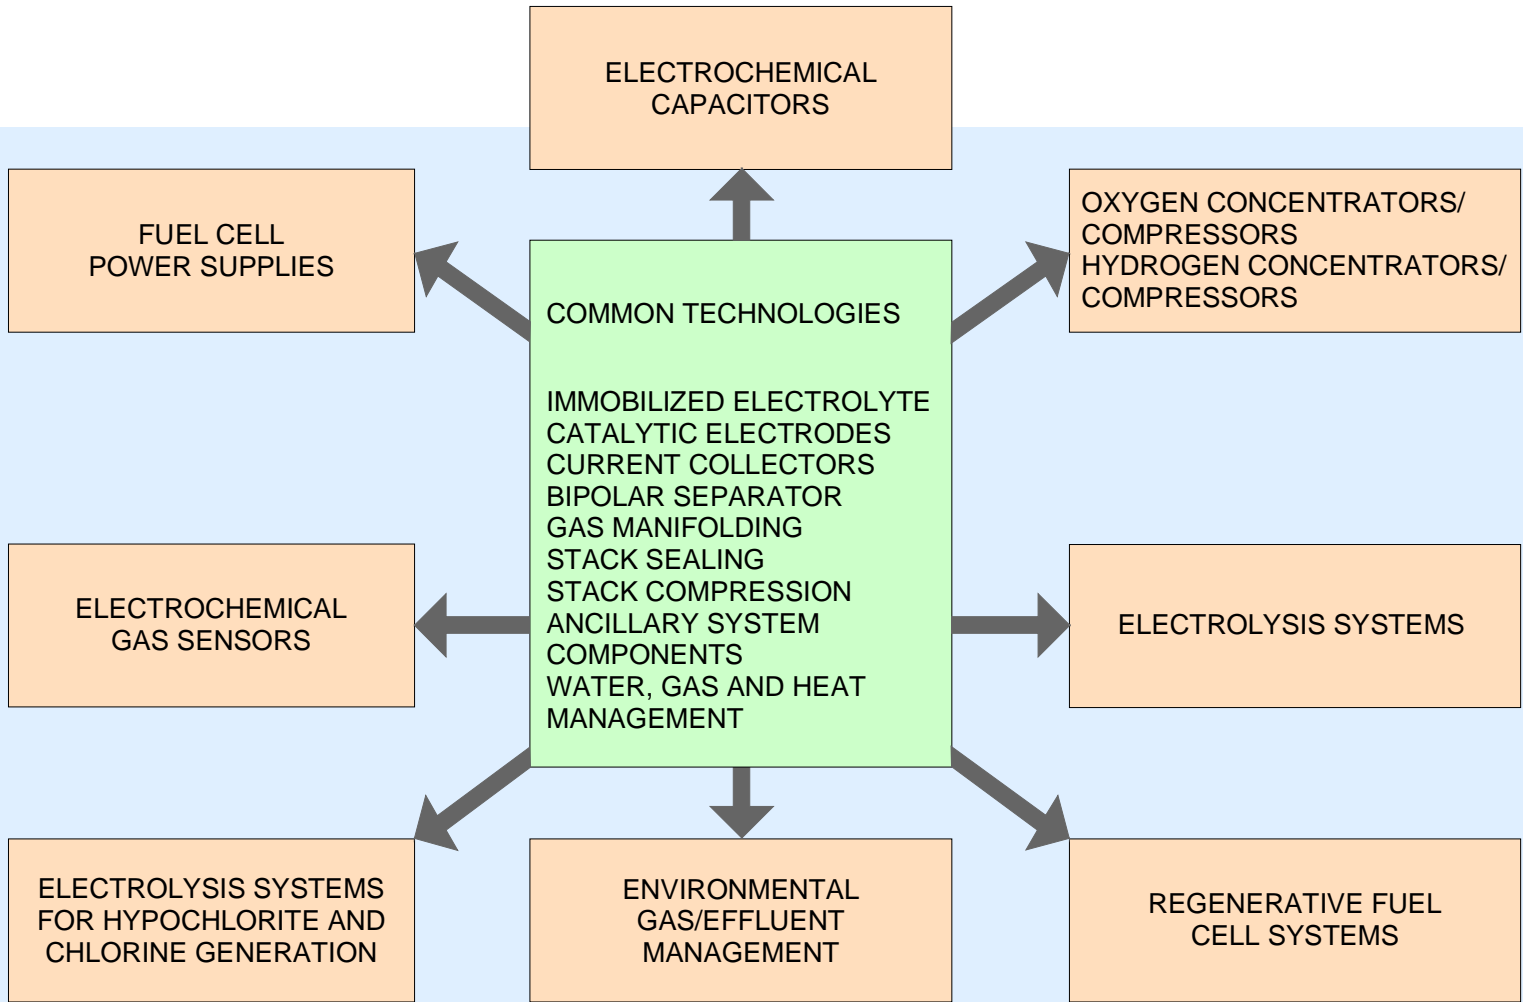 ELECTROCHEMICAL
CAPACITORS
FUEL CELL
POWER SUPPLIES
OXYGEN CONCENTRATORS/
COMPRESSORS
HYDROGEN CONCENTRATORS/
COMPRESSORS
COMMON TECHNOLOGIES
IMMOBILIZED ELECTROLYTE
CATALYTIC ELECTRODES
CURRENT COLLECTORS
BIPOLAR SEPARATOR
GAS MANIFOLDING
STACK SEALING
STACK COMPRESSION
ANCILLARY SYSTEM
COMPONENTS
WATER, GAS AND HEAT
MANAGEMENT
ELECTROCHEMICAL
GAS SENSORS
ELECTROLYSIS SYSTEMS
ELECTROLYSIS SYSTEMS
FOR HYPOCHLORITE AND
CHLORINE GENERATION
ENVIRONMENTAL
GAS/EFFLUENT
MANAGEMENT
REGENERATIVE FUEL
CELL SYSTEMS